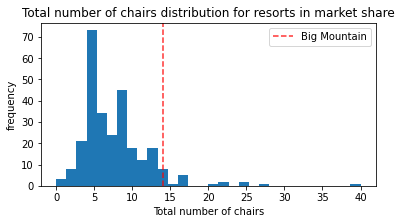 Total number of chairs distribution for resorts in market share
Big Mountain
frequency
70
60
50
40
30
20
10
0
0 5 10 15 20 25 30 35 40
Total number of chairs